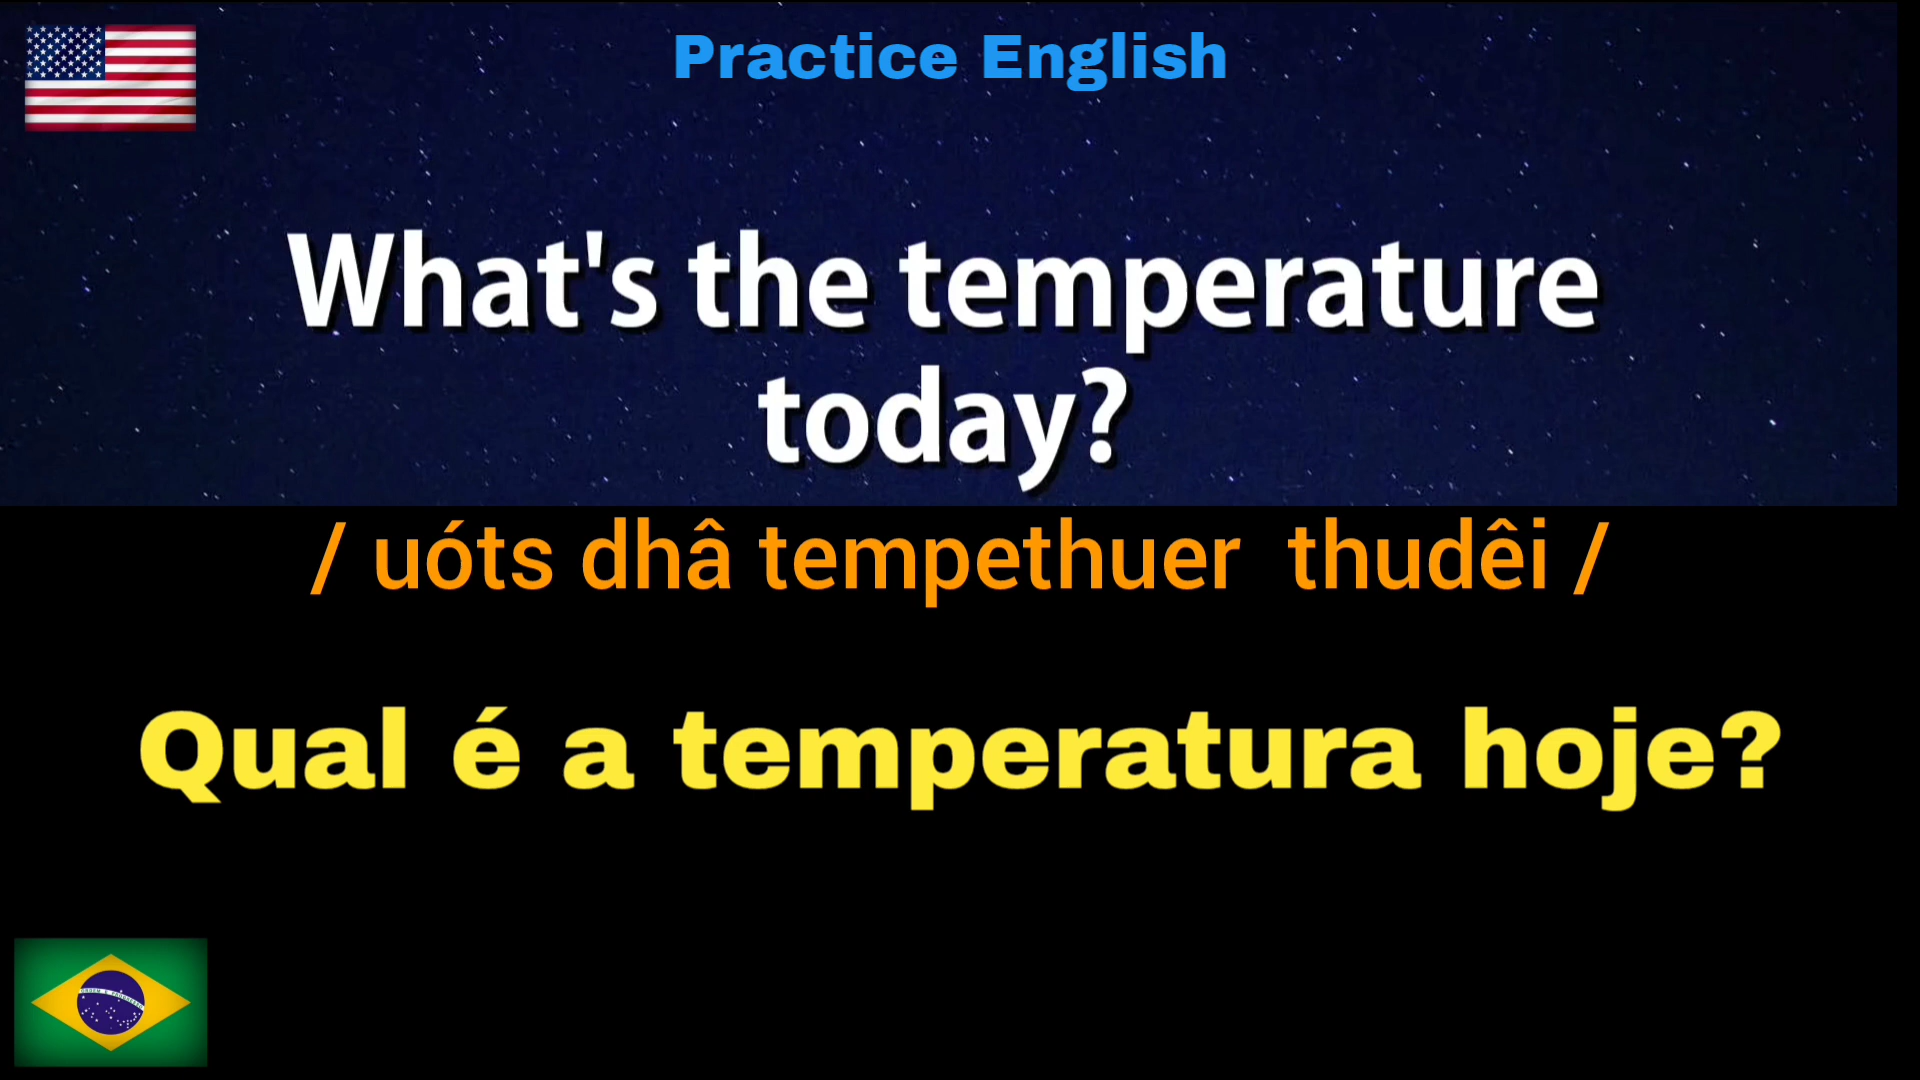 Practice English
What's the temperature
today?
/ uóts dhâ tempethuer thudêi /
Qual é a temperatura hoje?